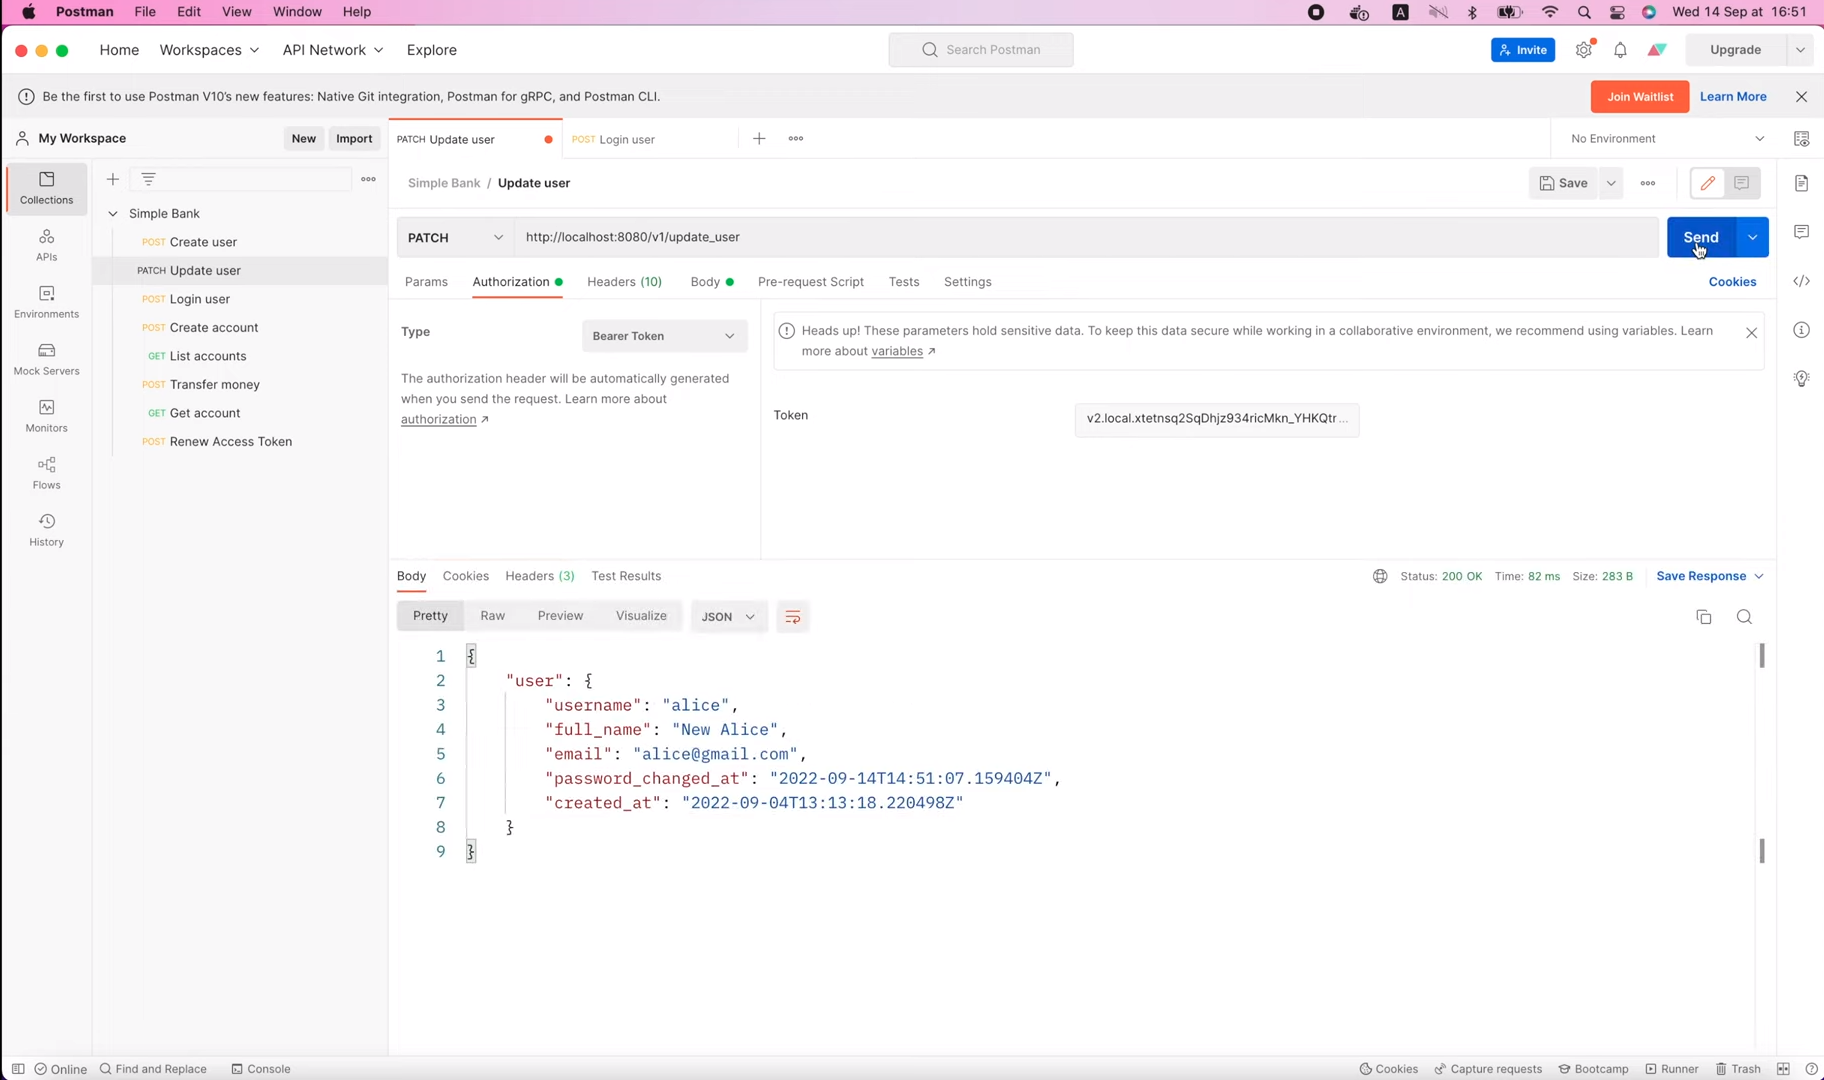 Postman File Edit View Window Help A Wed 14 Sep at 16:51
Home Workspaces API Network Explore Search Postman Invite Upgrade
Be the first to use Postman V10's new features: Native Git integration, Postman for gRPC, and Postman CLI. Join Waitlist Learn More
My Workspace New Import PATCH Update user POST Login user No Environment
Collections
APIs
Environments
Mock Servers
Monitors
Flows
History
Simple Bank
POST Create user
PATCH Update user
POST Login user
POST Create account
GET List accounts
POST Transfer money
GET Get account
POST Renew Access Token
Simple Bank / Update user Save
PATCH http://localhost:8080/v1/update_user Send
Params Authorization Headers (10) Body Pre-request Script Tests Settings Cookies
Type Bearer Token
The authorization header will be automatically generated
when you send the request. Learn more about
authorization ↗
Heads up! These parameters hold sensitive data. To keep this data secure while working in a collaborative environment, we recommend using variables. Learn
more about variables ↗
Token v2.local.xtetnsq2SqDhjz934ricMkn_YHKQtr...
Body Cookies Headers (3) Test Results Status: 200 OK Time: 82 ms Size: 283 B Save Response
Pretty Raw Preview Visualize JSON
1 {
2 "user": {
3 "username": "alice",
4 "full_name": "New Alice",
5 "email": "alice@gmail.com",
6 "password_changed_at": "2022-09-14T14:51:07.159404Z",
7 "created_at": "2022-09-04T13:13:18.220498Z"
8 }
9 }
Online Find and Replace Console Cookies Capture requests Bootcamp Runner Trash